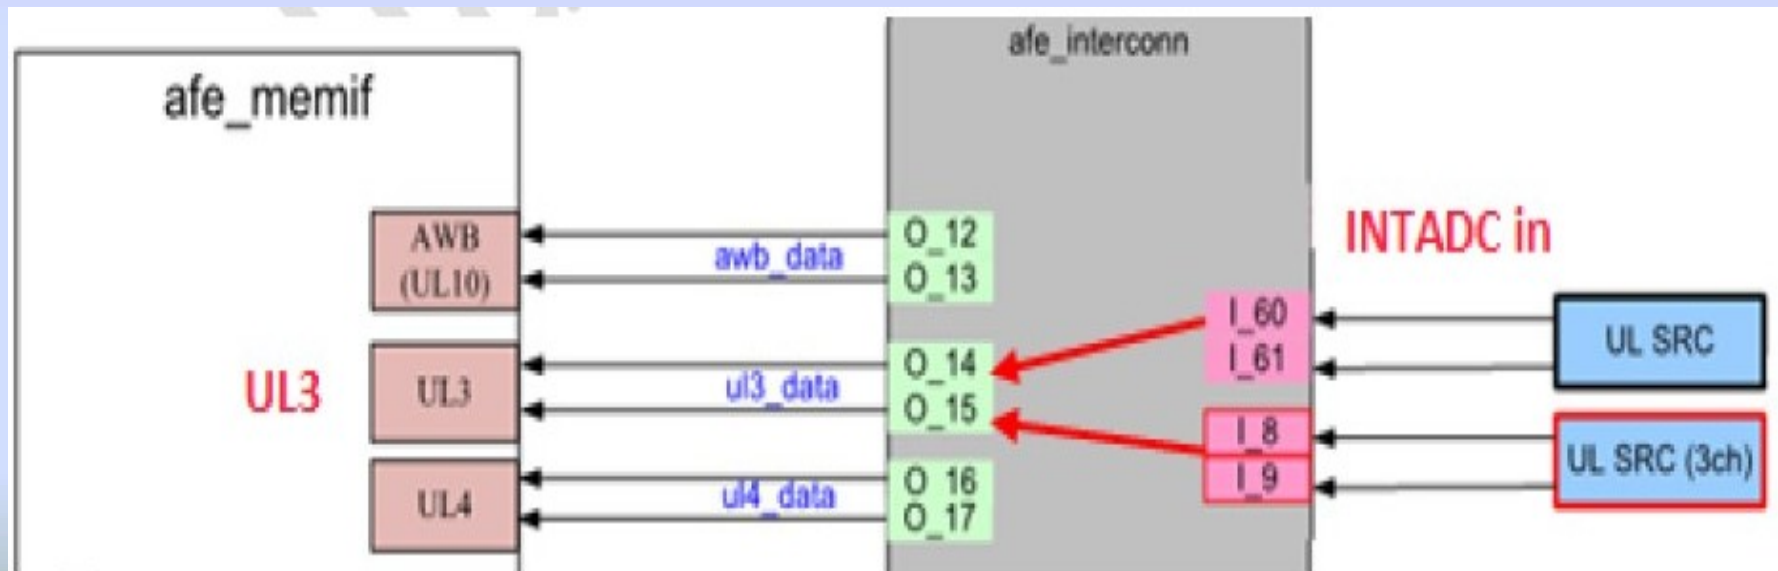 afe_interconn
afe_memif
AWB
(UL10)
awb_data
O_12
O_13
INTADC in
I_60
I_61
UL SRC
UL3
UL3
ul3_data
O_14
O_15
I_8
I_9
UL SRC (3ch)
UL4
ul4_data
O_16
O_17